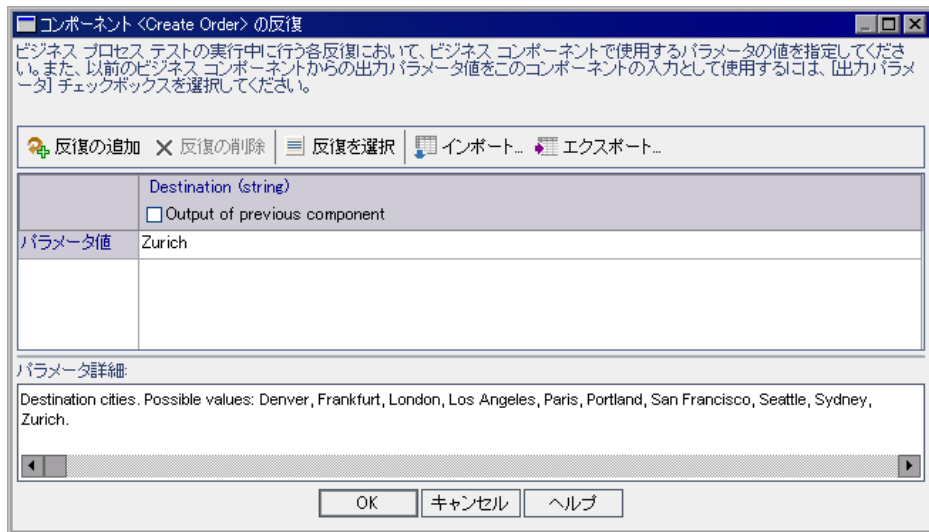 コンポーネント <Create Order> の反復
ビジネス プロセス テストの実行中に行う各反復において、ビジネス コンポーネントで使用するパラメータの値を指定してくださ
い。また、以前のビジネス コンポーネントからの出力パラメータ値をこのコンポーネントの入力として使用するには、[出力パラメ
ータ] チェックボックスを選択してください。
反復の追加 反復の削除 反復を選択 インポート... エクスポート...
Destination (string)
Output of previous component
パラメータ値 Zurich
パラメータ詳細:
Destination cities. Possible values: Denver, Frankfurt, London, Los Angeles, Paris, Portland, San Francisco, Seattle, Sydney,
Zurich.
OK キャンセル ヘルプ